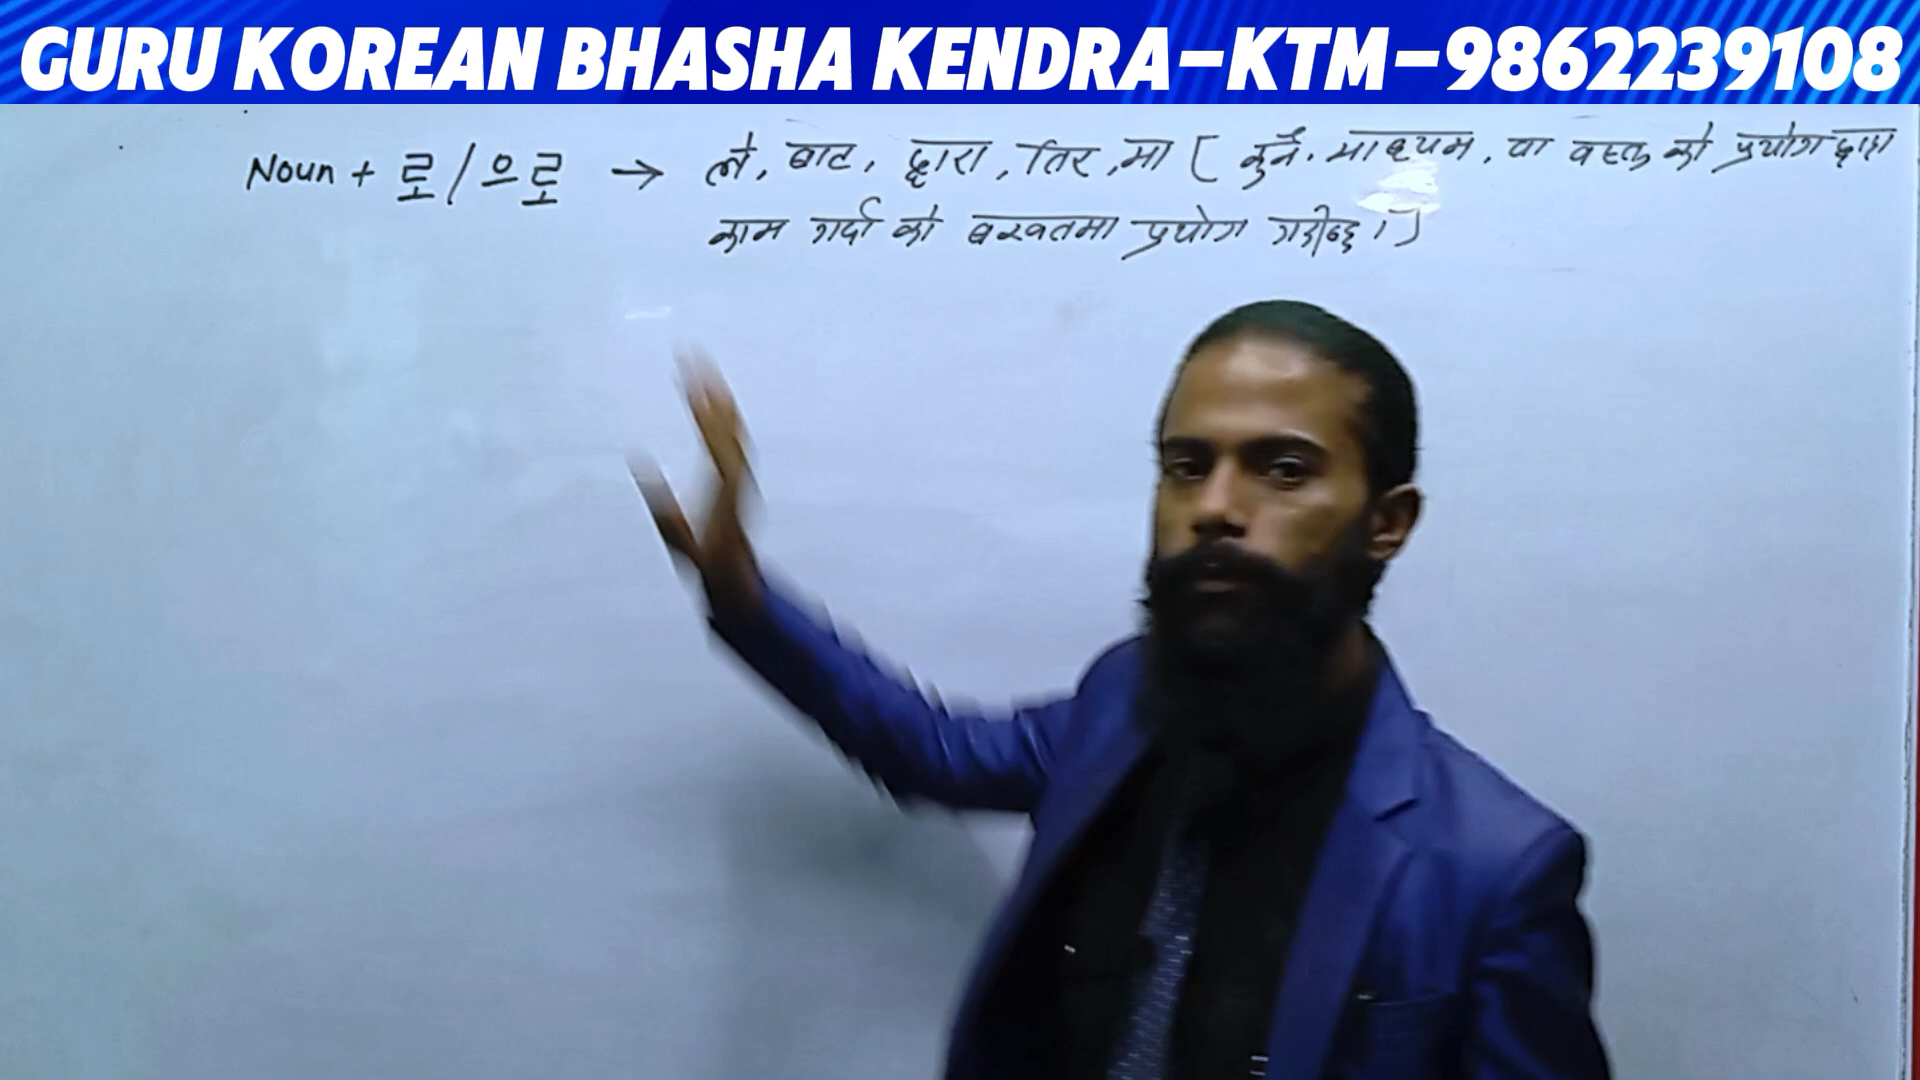 GURU KOREAN BHASHA KENDRA-KTM-9862239108
Noun + 로/으로 → ले, बाट, द्वारा, तिर, मा [ कुनै माध्यम, या वस्तु को प्रयोग द्वारा
काम गर्दा को बखतमा प्रयोग गरीन्छ।]